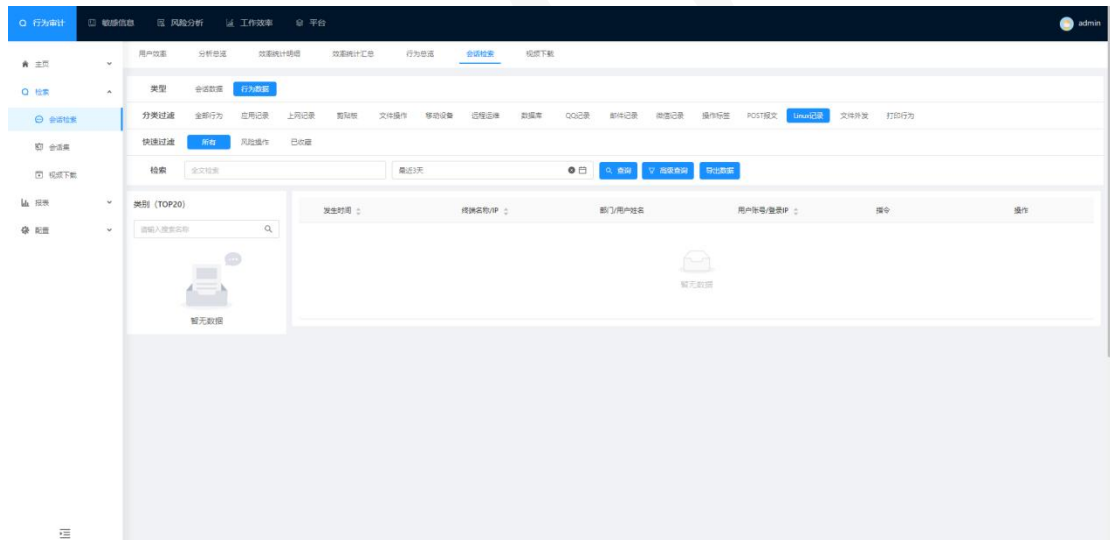 行为审计 敏感信息 风险分析 工作效率 平台 admin
用户效率 分析总览 效率统计明细 效率统计汇总 行为总览 会话检索 视频下载
主页
检索
会话检索
会话集
视频下载
报表
配置
类型 会话数据 行为数据
分类过滤 全部行为 应用记录 上网记录 剪贴板 文件操作 移动设备 远程运维 数据库 QQ记录 邮件记录 微信记录 操作标签 POST报文 Linux记录 文件外发 打印行为
快速过滤 所有 风险操作 已收藏
检索 全文检索 最近3天 查询 高级查询 导出数据
类别（TOP20）
请输入搜索名称
暂无数据
发生时间 终端名称/IP 部门/用户姓名 用户账号/登录IP 指令 操作
暂无数据